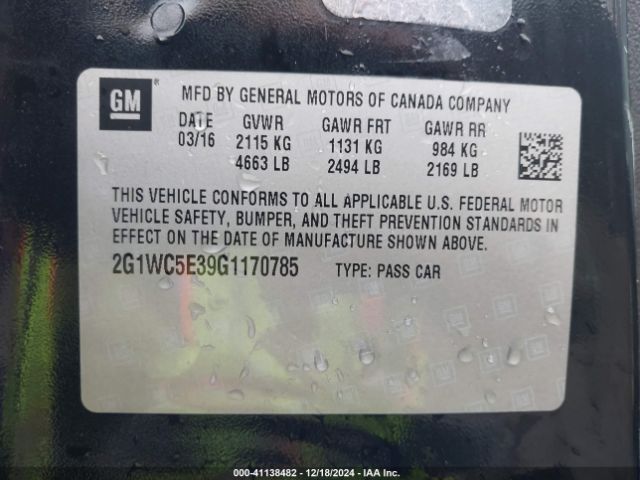 GM®
MFD BY GENERAL MOTORS OF CANADA COMPANY
DATE GVWR GAWR FRT GAWR RR
03/16 2115 KG 1131 KG 984 KG
4663 LB 2494 LB 2169 LB
THIS VEHICLE CONFORMS TO ALL APPLICABLE U.S. FEDERAL MOTOR
VEHICLE SAFETY, BUMPER, AND THEFT PREVENTION STANDARDS IN
EFFECT ON THE DATE OF MANUFACTURE SHOWN ABOVE.
2G1WC5E39G1170785 TYPE: PASS CAR
000-41138482 - 12/18/2024 - IAA Inc.